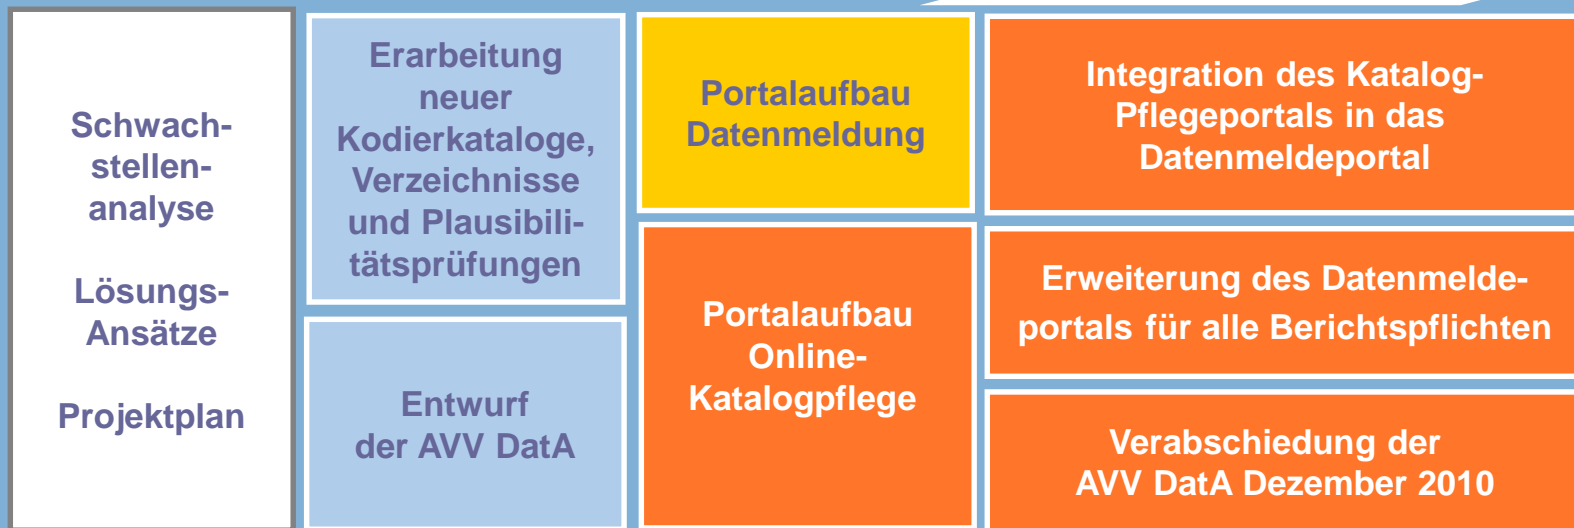 Schwach-
stellen-
analyse
Lösungs-
Ansätze
Projektplan
Erarbeitung
neuer
Kodierkataloge,
Verzeichnisse
und Plausibili-
tätsprüfungen
Entwurf
der AVV DatA
Portalaufbau
Datenmeldung
Portalaufbau
Online-
Katalogpflege
Integration des Katalog-
Pflegeportals in das
Datenmeldeportal
Erweiterung des Datenmelde-
portals für alle Berichtspflichten
Verabschiedung der
AVV DatA Dezember 2010